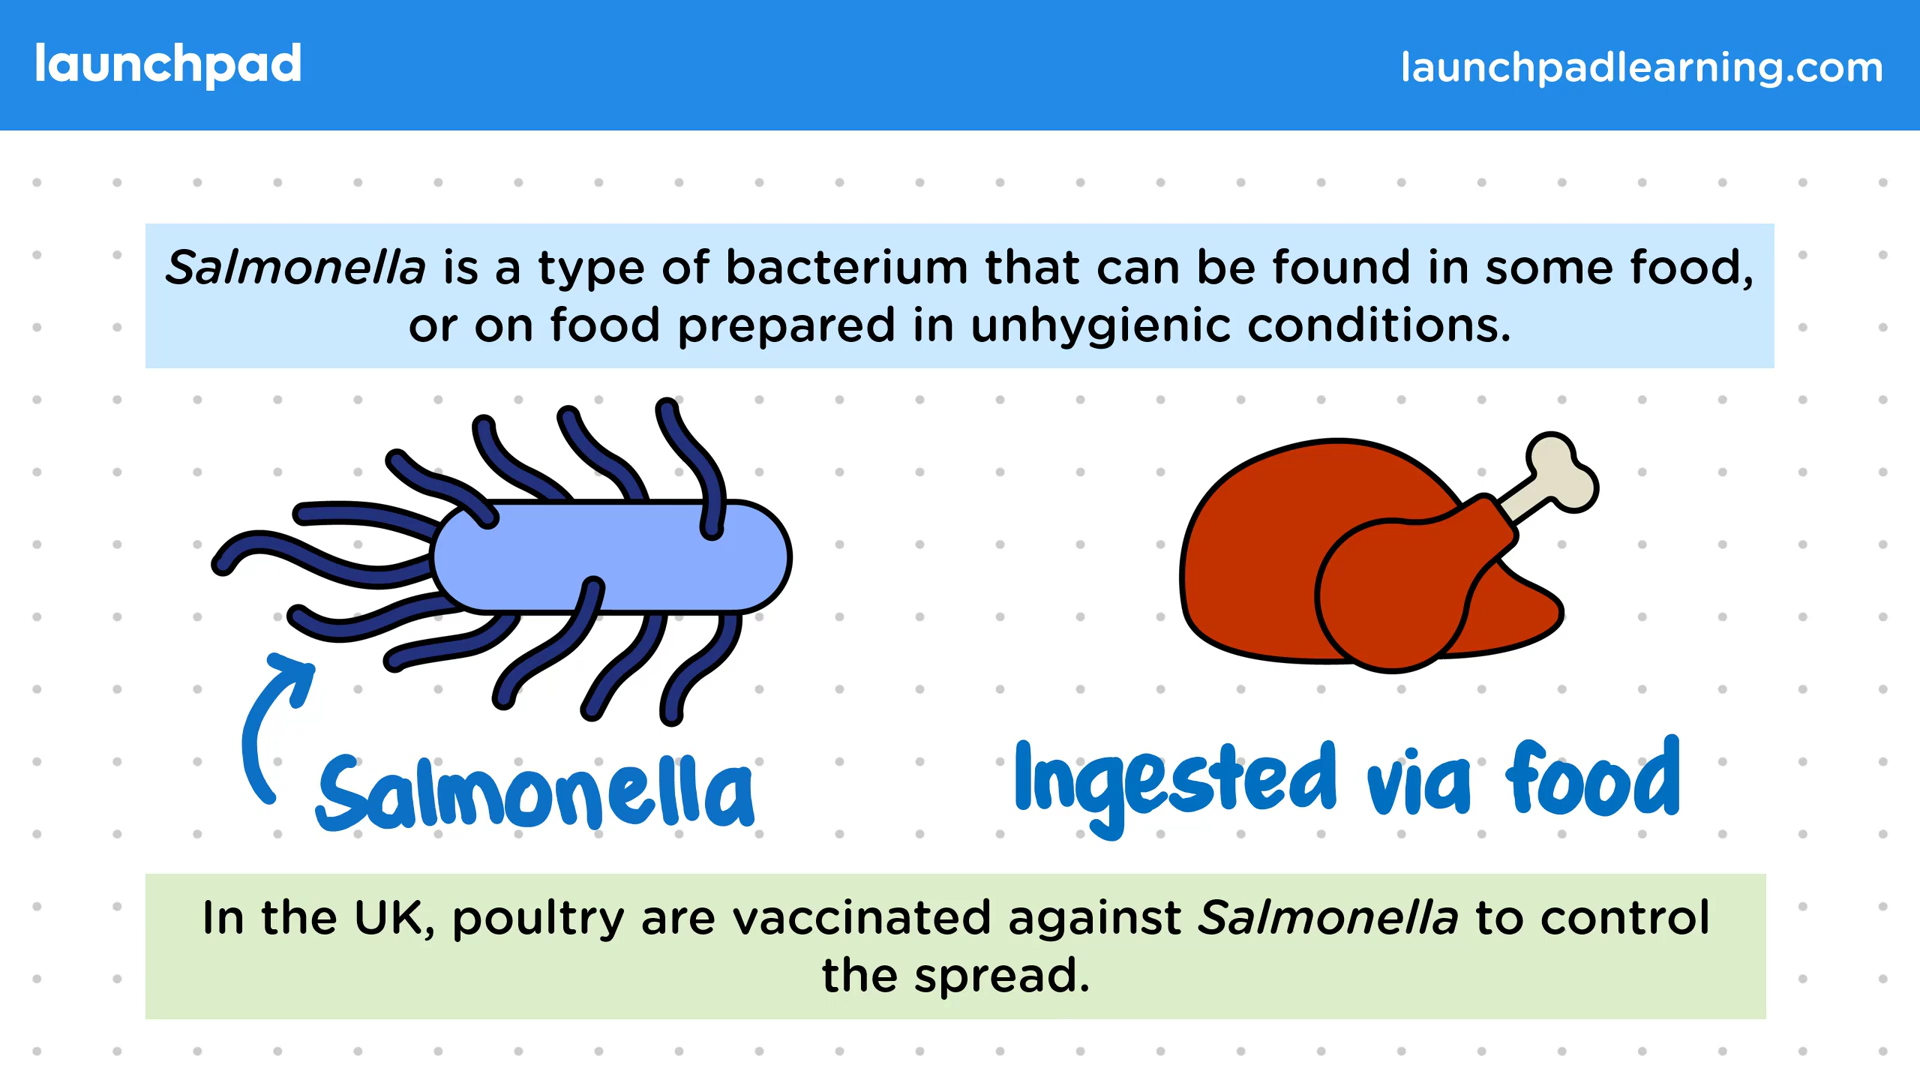 launchpad
launchpadlearning.com
Salmonella is a type of bacterium that can be found in some food,
or on food prepared in unhygienic conditions.
Salmonella
Ingested via food
In the UK, poultry are vaccinated against Salmonella to control
the spread.